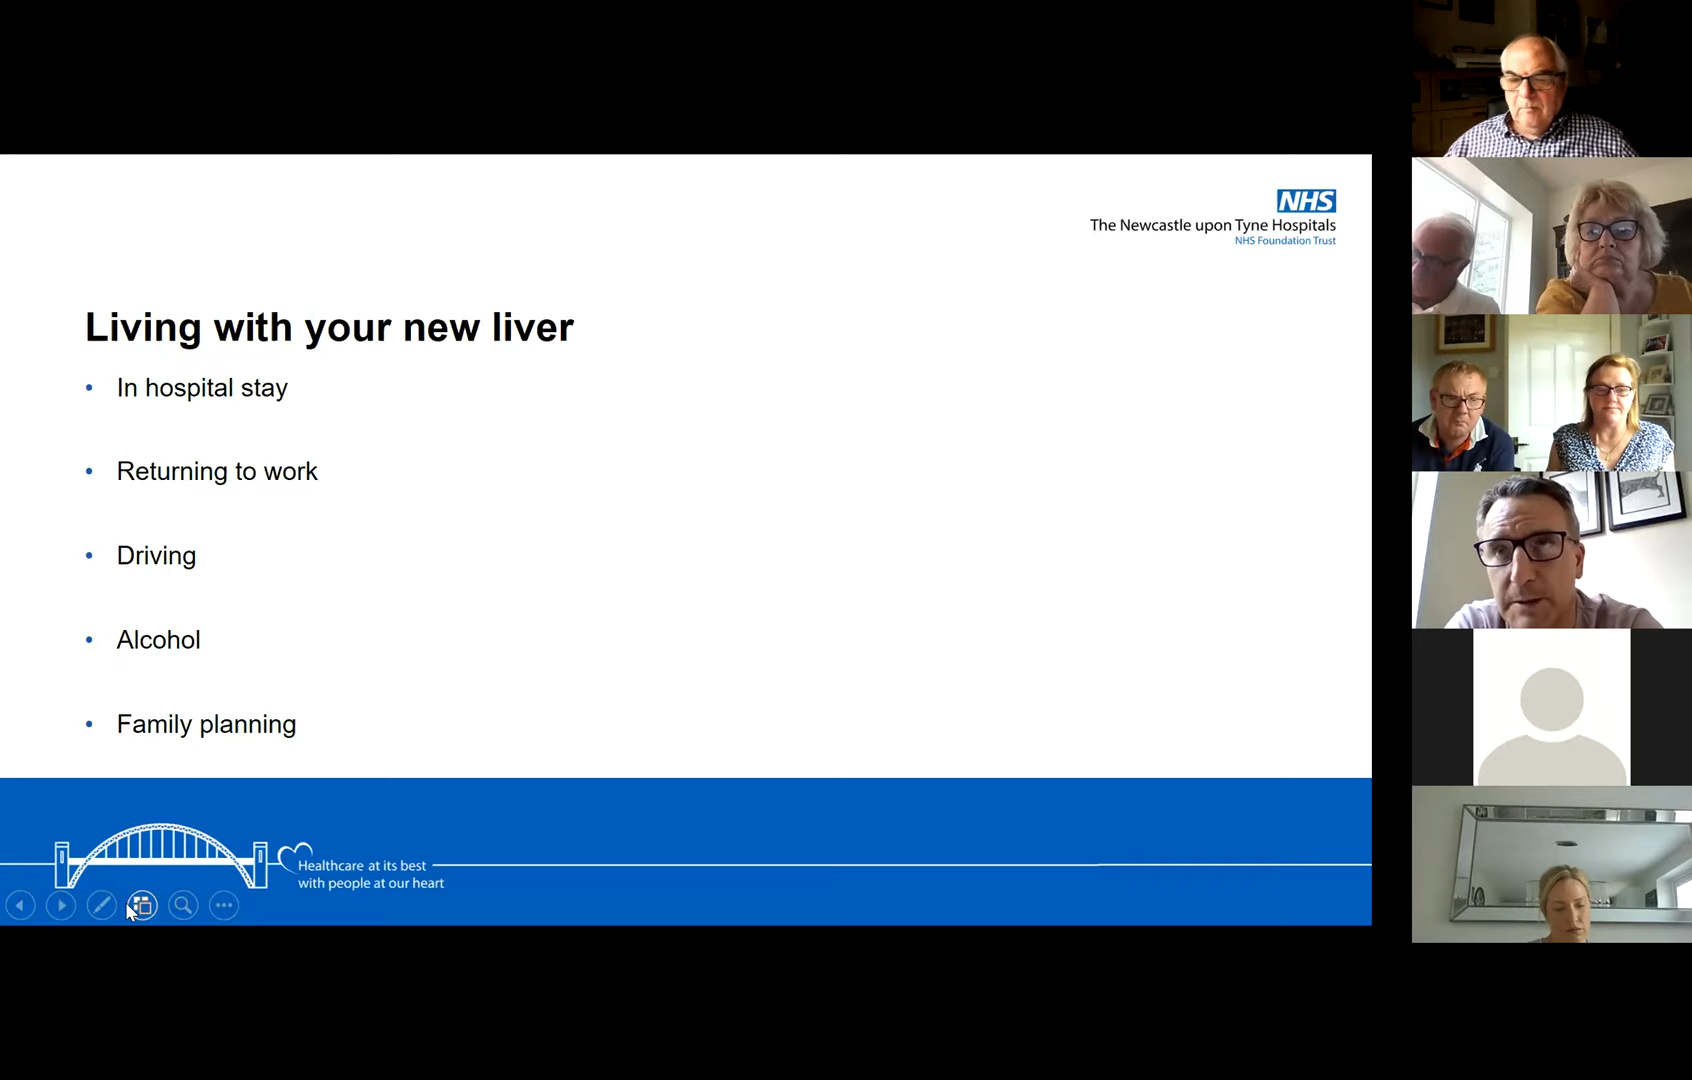 NHS
The Newcastle upon Tyne Hospitals
NHS Foundation Trust
Living with your new liver
• In hospital stay
• Returning to work
• Driving
• Alcohol
• Family planning
Healthcare at its best
with people at our heart